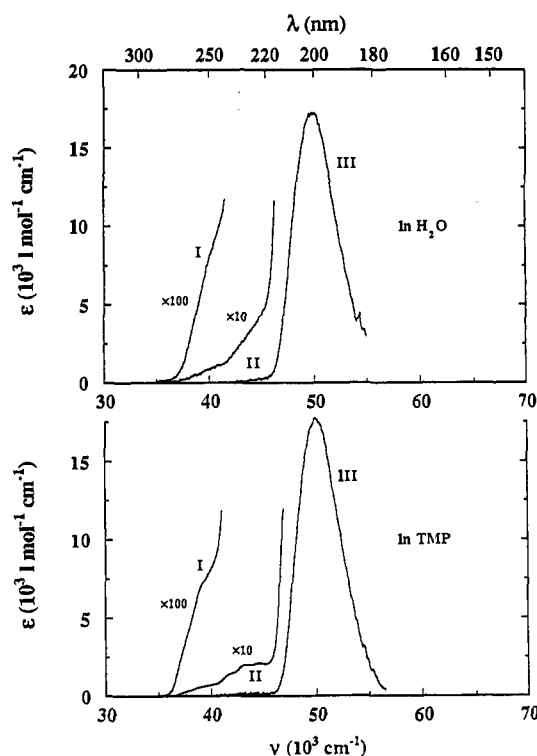 λ (nm)
300 260 240 220 200 180 160 150
20
15
10
5
0
ε (10³ l mol⁻¹ cm⁻¹)
I
×100
×10
II
III
In H₂O
30 40 50 60 70
15
10
5
0
ε (10³ l mol⁻¹ cm⁻¹)
I
×100
×10
II
III
In TMP
30 40 50 60 70
ν (10³ cm⁻¹)